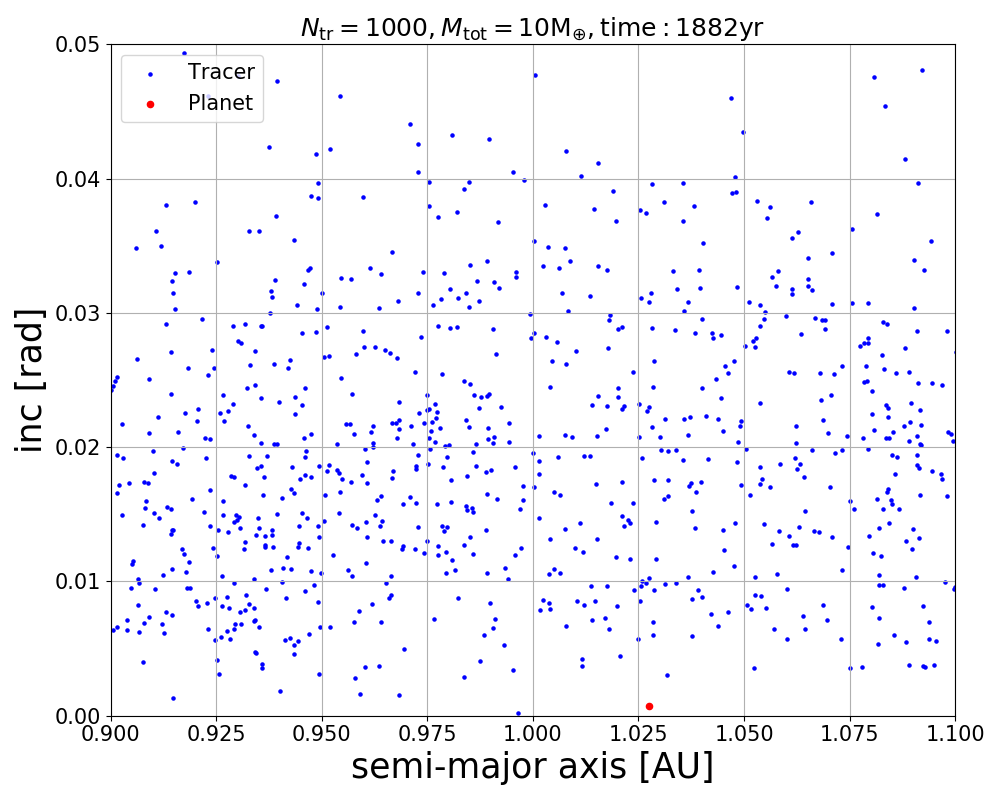 N_tr = 1000, M_tot = 10M_⊕, time : 1882yr
0.05
Tracer
Planet
0.04
0.03
inc [rad]
0.02
0.01
0.00
0.900 0.925 0.950 0.975 1.000 1.025 1.050 1.075 1.100
semi-major axis [AU]